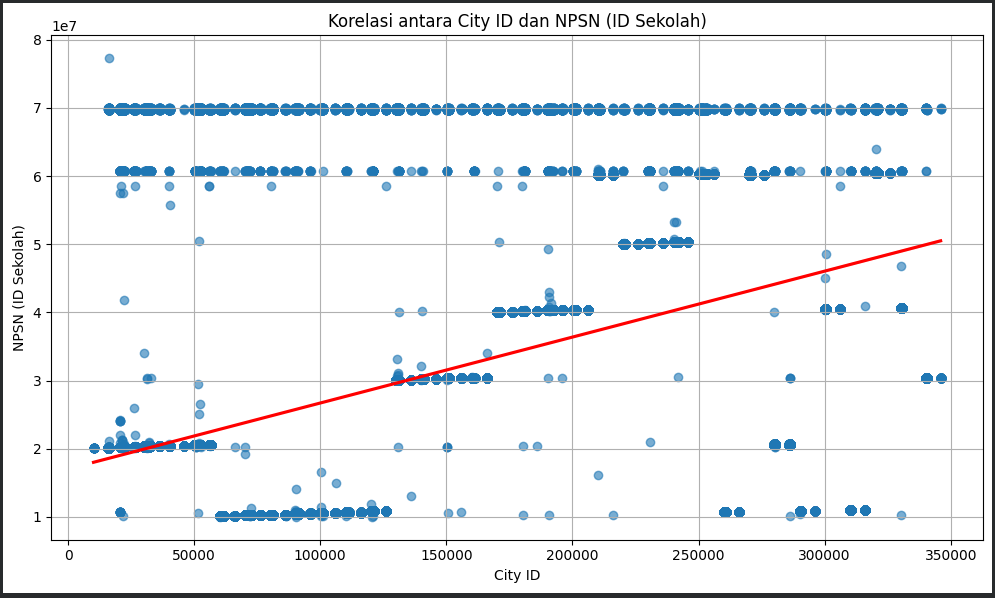 Korelasi antara City ID dan NPSN (ID Sekolah)
1e7
8
7
6
5
4
3
2
1
NPSN (ID Sekolah)
0 50000 100000 150000 200000 250000 300000 350000
City ID